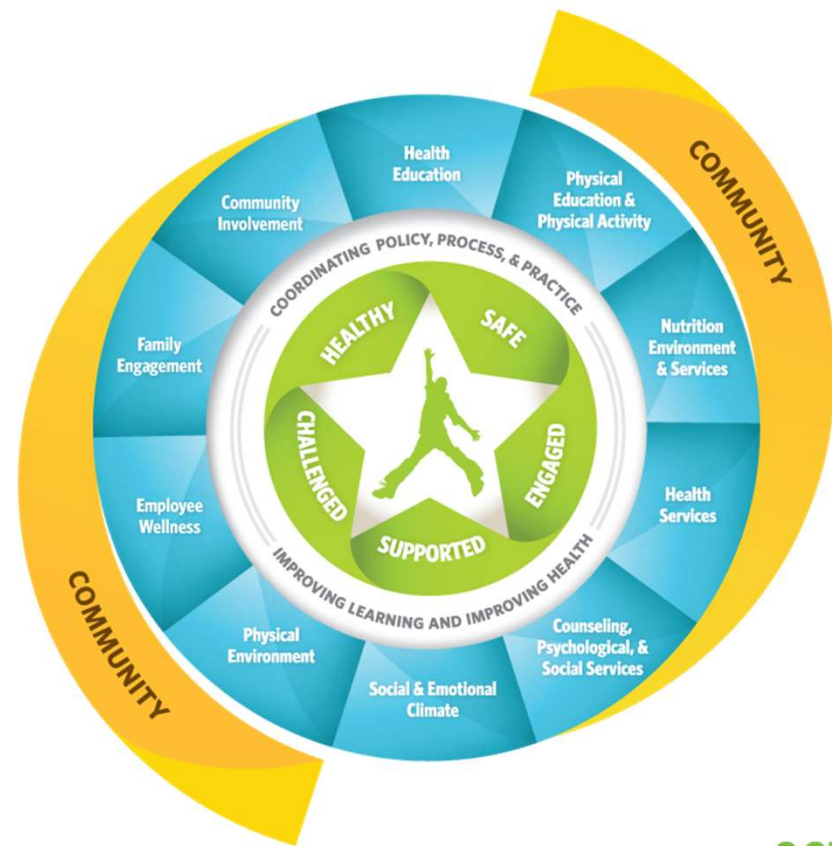 COMMUNITY
Health
Education
Physical
Education &
Physical Activity
Nutrition
Environment
& Services
Health
Services
Counseling,
Psychological, &
Social Services
Social & Emotional
Climate
Physical
Environment
Employee
Wellness
Family
Engagement
Community
Involvement
COORDINATING POLICY, PROCESS, & PRACTICE
IMPROVING LEARNING AND IMPROVING HEALTH
HEALTHY
SAFE
ENGAGED
SUPPORTED
CHALLENGED
COMMUNITY